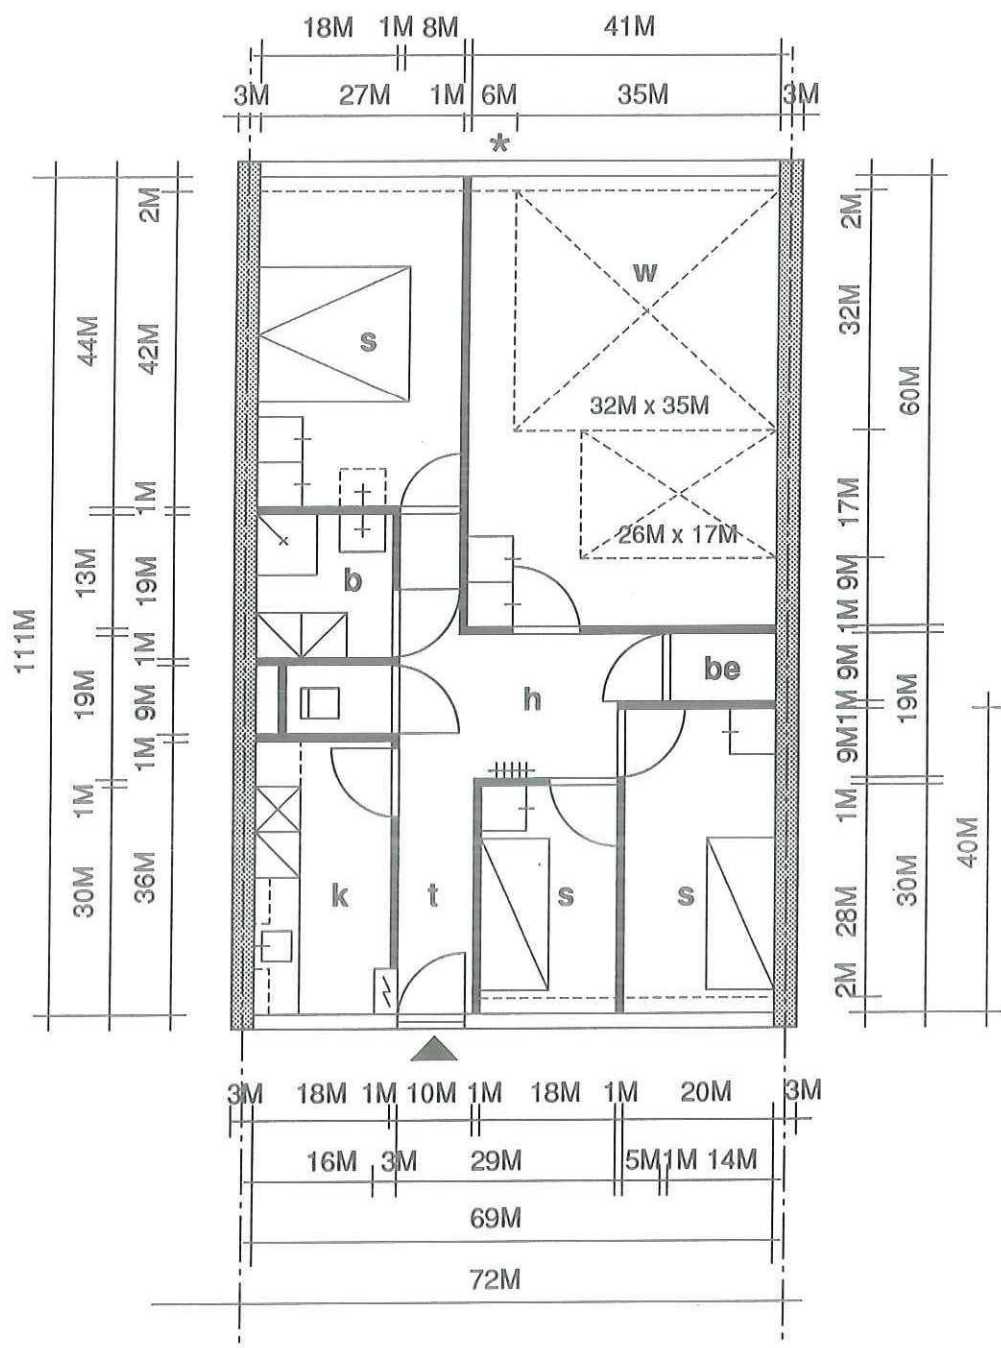 18M 1M 8M 41M
3M 27M 1M 6M 35M 3M
*
2M 2M
w
32M
44M 42M s
60M
32M x 35M
1M 17M
26M x 17M
13M 19M b 9M
111M 1M
1M 9M
19M 9M h be 19M
1M
1M 9M
1M 1M
40M
30M 36M k t s s 28M 30M
2M
3M 18M 1M 10M 1M 18M 1M 20M 3M
16M 3M 29M 5M 1M 14M
69M
72M